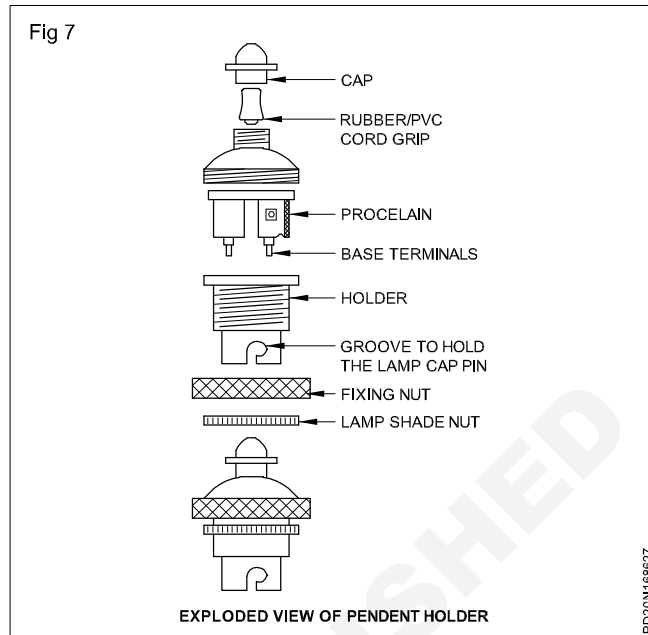 Fig 7
CAP
RUBBER/PVC
CORD GRIP
PROCELAIN
BASE TERMINALS
HOLDER
GROOVE TO HOLD
THE LAMP CAP PIN
FIXING NUT
LAMP SHADE NUT
EXPLODED VIEW OF PENDENT HOLDER
SHED